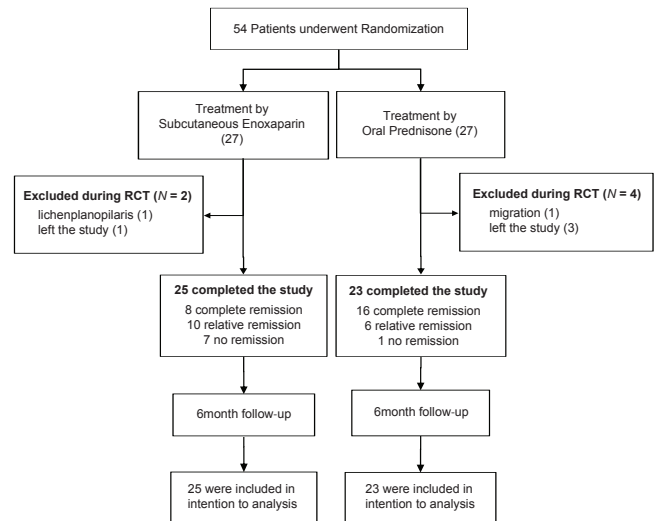 54 Patients underwent Randomization
Treatment by
Subcutaneous Enoxaparin
(27)
Treatment by
Oral Prednisone (27)
Excluded during RCT (N = 2)
lichenplanopilaris (1)
left the study (1)
Excluded during RCT (N = 4)
migration (1)
left the study (3)
25 completed the study
8 complete remission
10 relative remission
7 no remission
23 completed the study
16 complete remission
6 relative remission
1 no remission
6month follow-up
6month follow-up
25 were included in
intention to analysis
23 were included in
intention to analysis